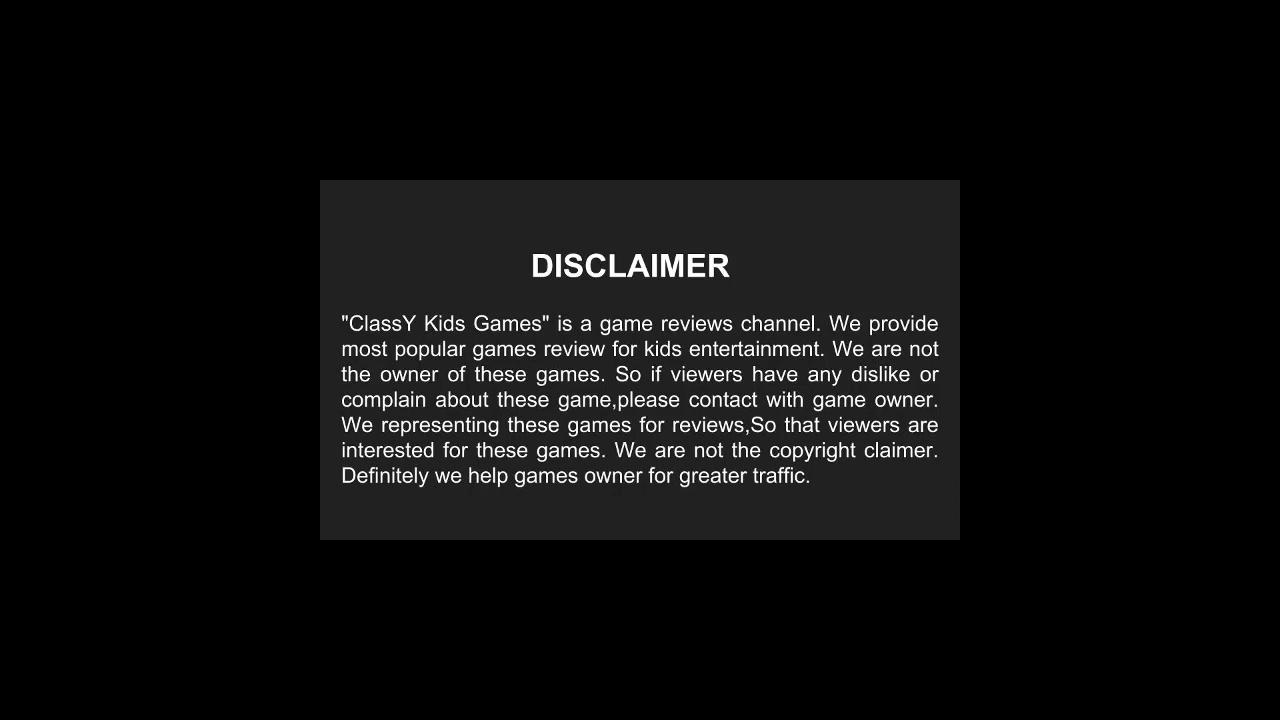 DISCLAIMER
"ClassY Kids Games" is a game reviews channel. We provide
most popular games review for kids entertainment. We are not
the owner of these games. So if viewers have any dislike or
complain about these game,please contact with game owner.
We representing these games for reviews,So that viewers are
interested for these games. We are not the copyright claimer.
Definitely we help games owner for greater traffic.